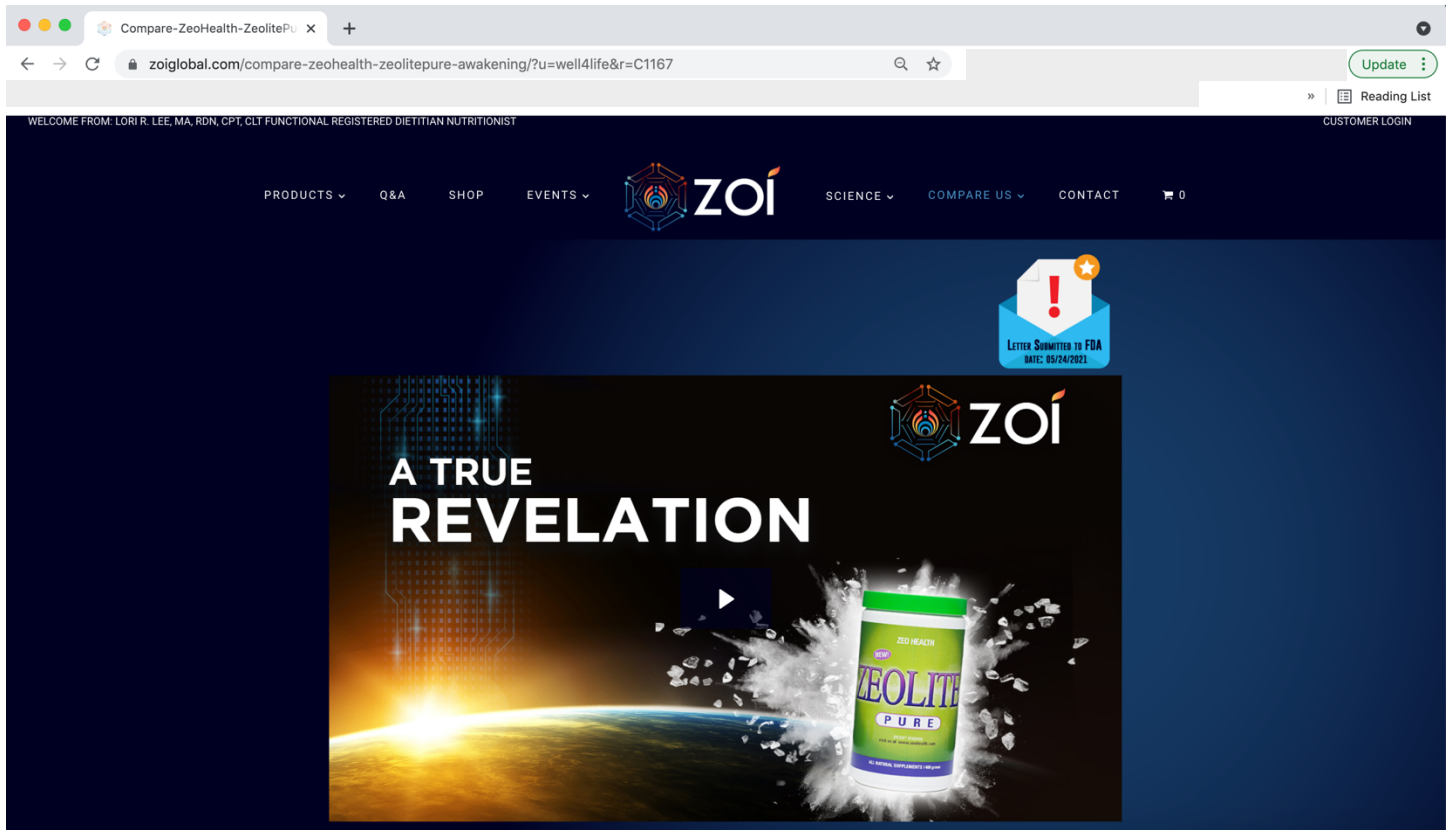 Compare-ZeoHealth-ZeolitePu
zoiglobal.com/compare-zeohealth-zeolitepure-awakening/?u=well4life&r=C1167
Update
» Reading List
WELCOME FROM: LORI R. LEE, MA, RDN, CPT, CLT FUNCTIONAL REGISTERED DIETITIAN NUTRITIONIST
CUSTOMER LOGIN
PRODUCTS Q&A SHOP EVENTS ZOÍ SCIENCE COMPARE US CONTACT 0
!
LETTER SUBMITTED TO FDA
DATE: 05/24/2021
ZOÍ
A TRUE
REVELATION
ZEO HEALTH
NEW!
ZEOLITE
PURE
ALL NATURAL SUPPLEMENTS